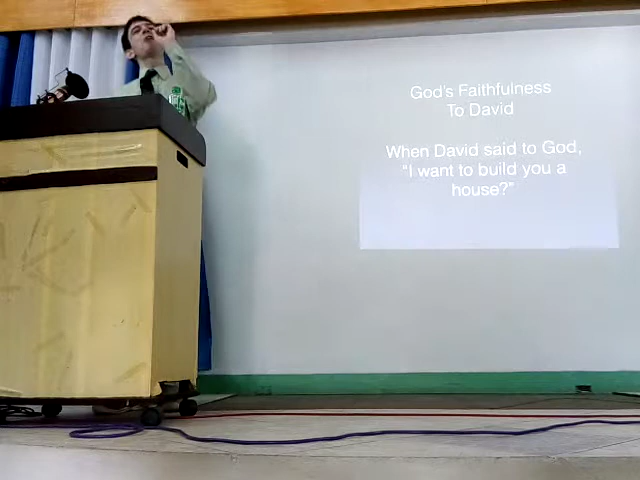 God's Faithfulness
To David
When David said to God,
"I want to build you a
house?"